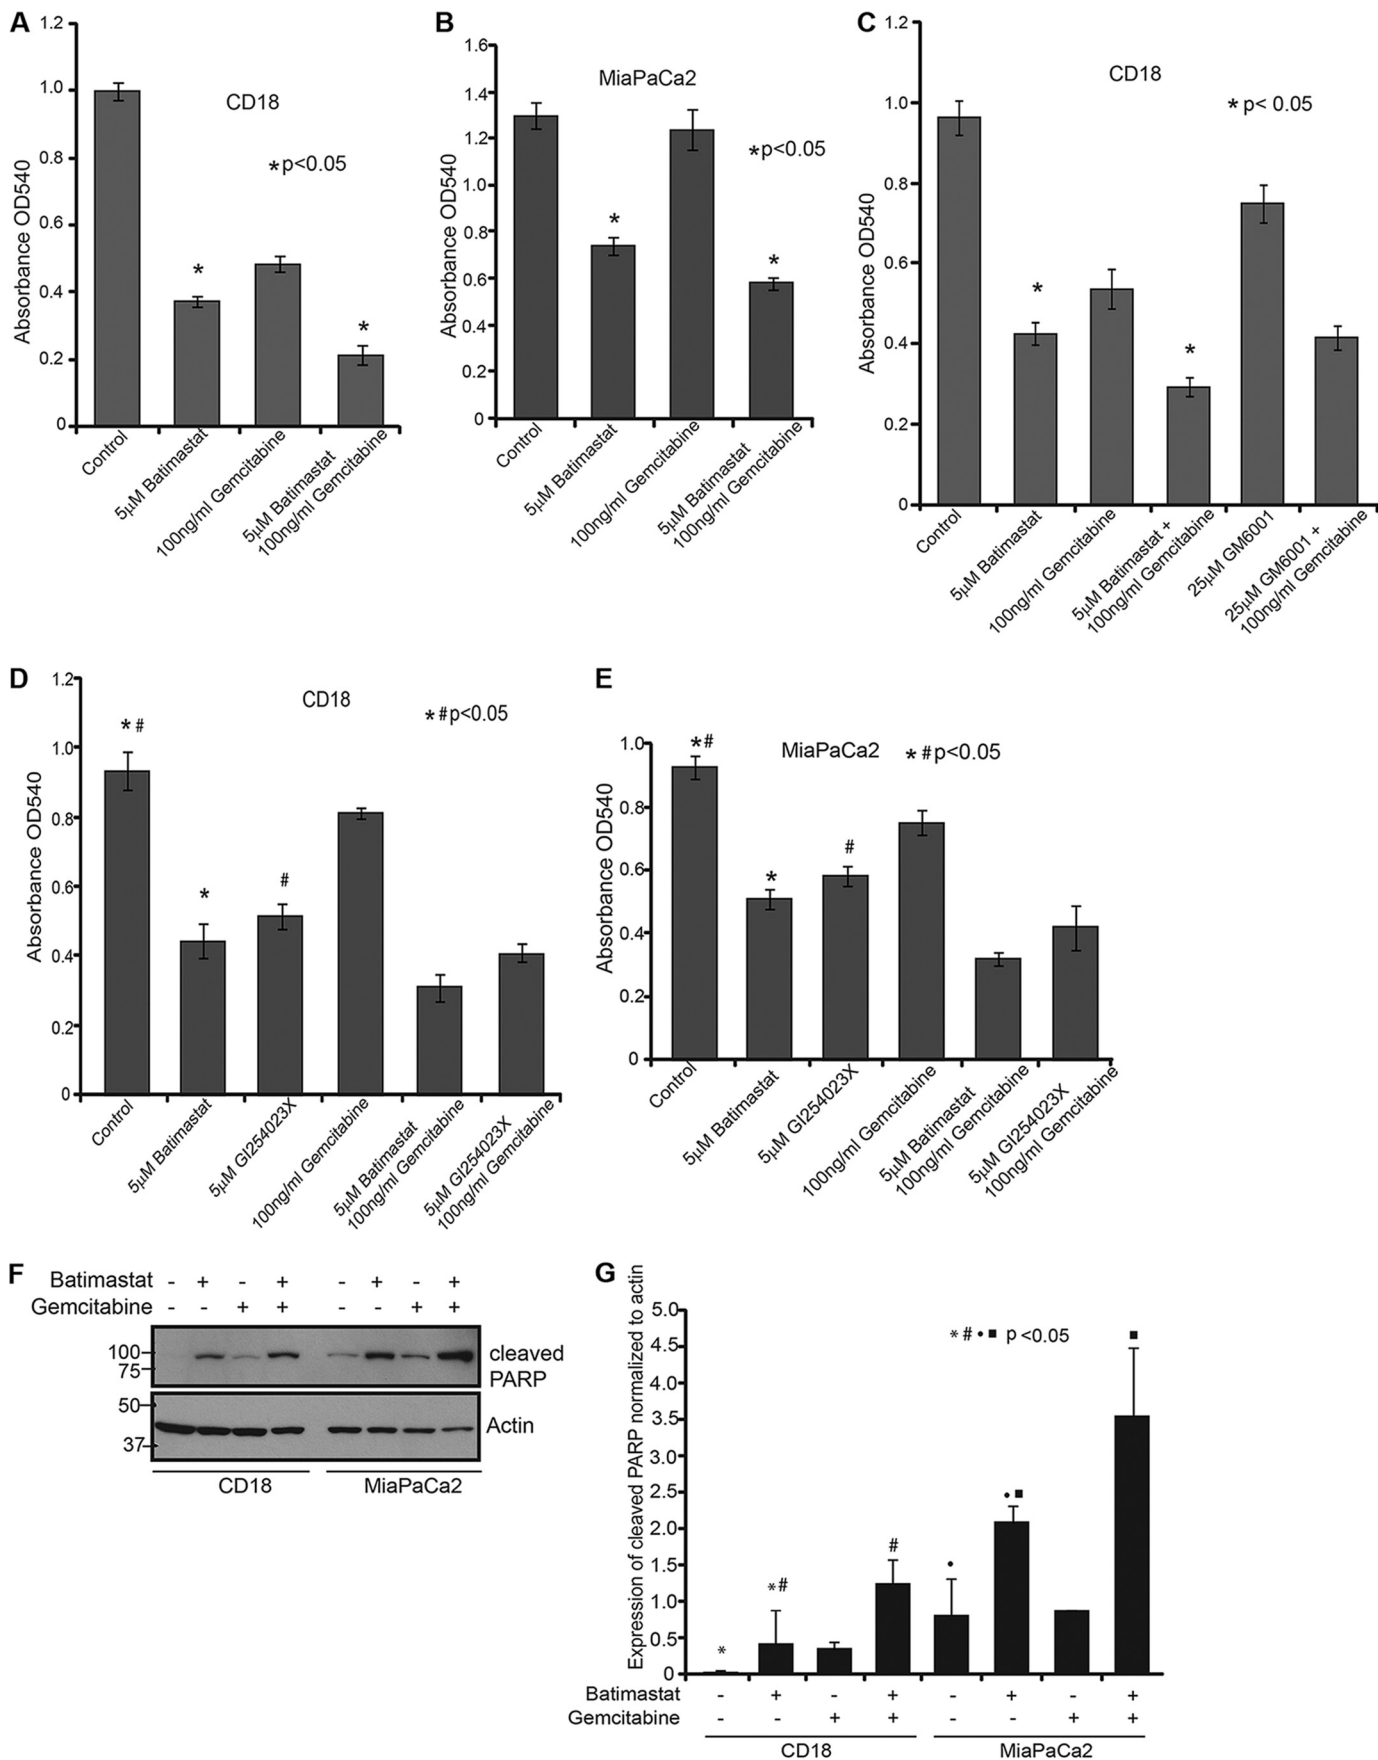 A
1.2
1.0
0.8
0.6
0.4
0.2
0
Absorbance OD540
CD18
*p<0.05
*
*
Control
5µM Batimastat
100ng/ml Gemcitabine
5µM Batimastat
100ng/ml Gemcitabine
B
1.6
1.4
1.2
1.0
0.8
0.6
0.4
0.2
0
Absorbance OD540
MiaPaCa2
*p<0.05
*
*
Control
5µM Batimastat
100ng/ml Gemcitabine
5µM Batimastat
100ng/ml Gemcitabine
C
1.2
1.0
0.8
0.6
0.4
0.2
0
Absorbance OD540
CD18
* p< 0.05
*
*
Control
5µM Batimastat
100ng/ml Gemcitabine
5µM Batimastat +
100ng/ml Gemcitabine
25µM GM6001
25µM GM6001 +
100ng/ml Gemcitabine
D
1.2
1.0
0.8
0.6
0.4
0.2
0
Absorbance OD540
CD18
*#p<0.05
* #
*
#
Control
5µM Batimastat
5µM GI254023X
100ng/ml Gemcitabine
5µM Batimastat
100ng/ml Gemcitabine
5µM GI254023X
100ng/ml Gemcitabine
E
1.0
0.8
0.6
0.4
0.2
0
Absorbance OD540
MiaPaCa2
*#p<0.05
*#
*
#
Control
5µM Batimastat
5µM GI254023X
100ng/ml Gemcitabine
5µM Batimastat
100ng/ml Gemcitabine
5µM GI254023X
100ng/ml Gemcitabine
F
Batimastat - + - + - + - +
Gemcitabine - - + + - - + +
100
75
50
37
cleaved
PARP
Actin
CD18 MiaPaCa2
G
Expression of cleaved PARP normalized to actin
5.0
4.5
4.0
3.5
3.0
2.5
2.0
1.5
1.0
0.5
0
* # • ■ p <0.05
*
*#
#
•
• ■
■
Batimastat - + - + - + - +
Gemcitabine - - + + - - + +
CD18 MiaPaCa2